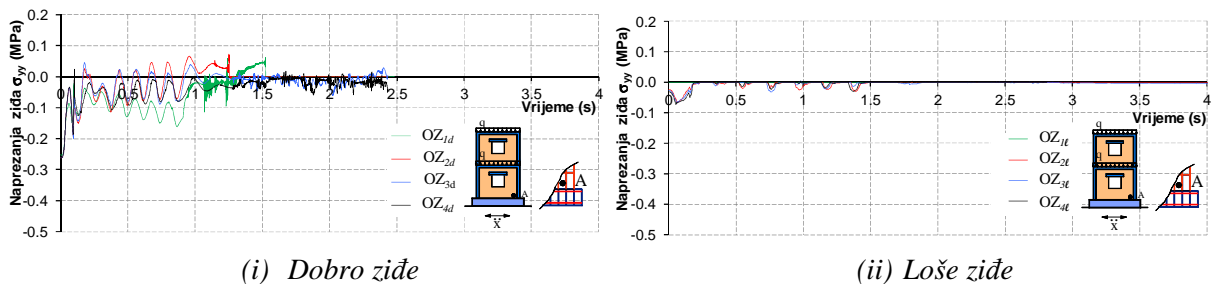 Naprezanja ziđa σyy (MPa)
0.2
0.1
0.0
-0.1
-0.2
-0.3
-0.4
-0.5
0 0.5 1 1.5 2 2.5 3 3.5 4
Vrijeme (s)
OZ1d
OZ2d
OZ3d
OZ4d
q
q
A
ẍ
A
(i) Dobro ziđe
Naprezanja ziđa σyy (MPa)
0.2
0.1
0.0
-0.1
-0.2
-0.3
-0.4
-0.5
0 0.5 1 1.5 2 2.5 3 3.5 4
Vrijeme (s)
OZ1ℓ
OZ2ℓ
OZ3ℓ
OZ4ℓ
q
q
A
ẍ
A
(ii) Loše ziđe